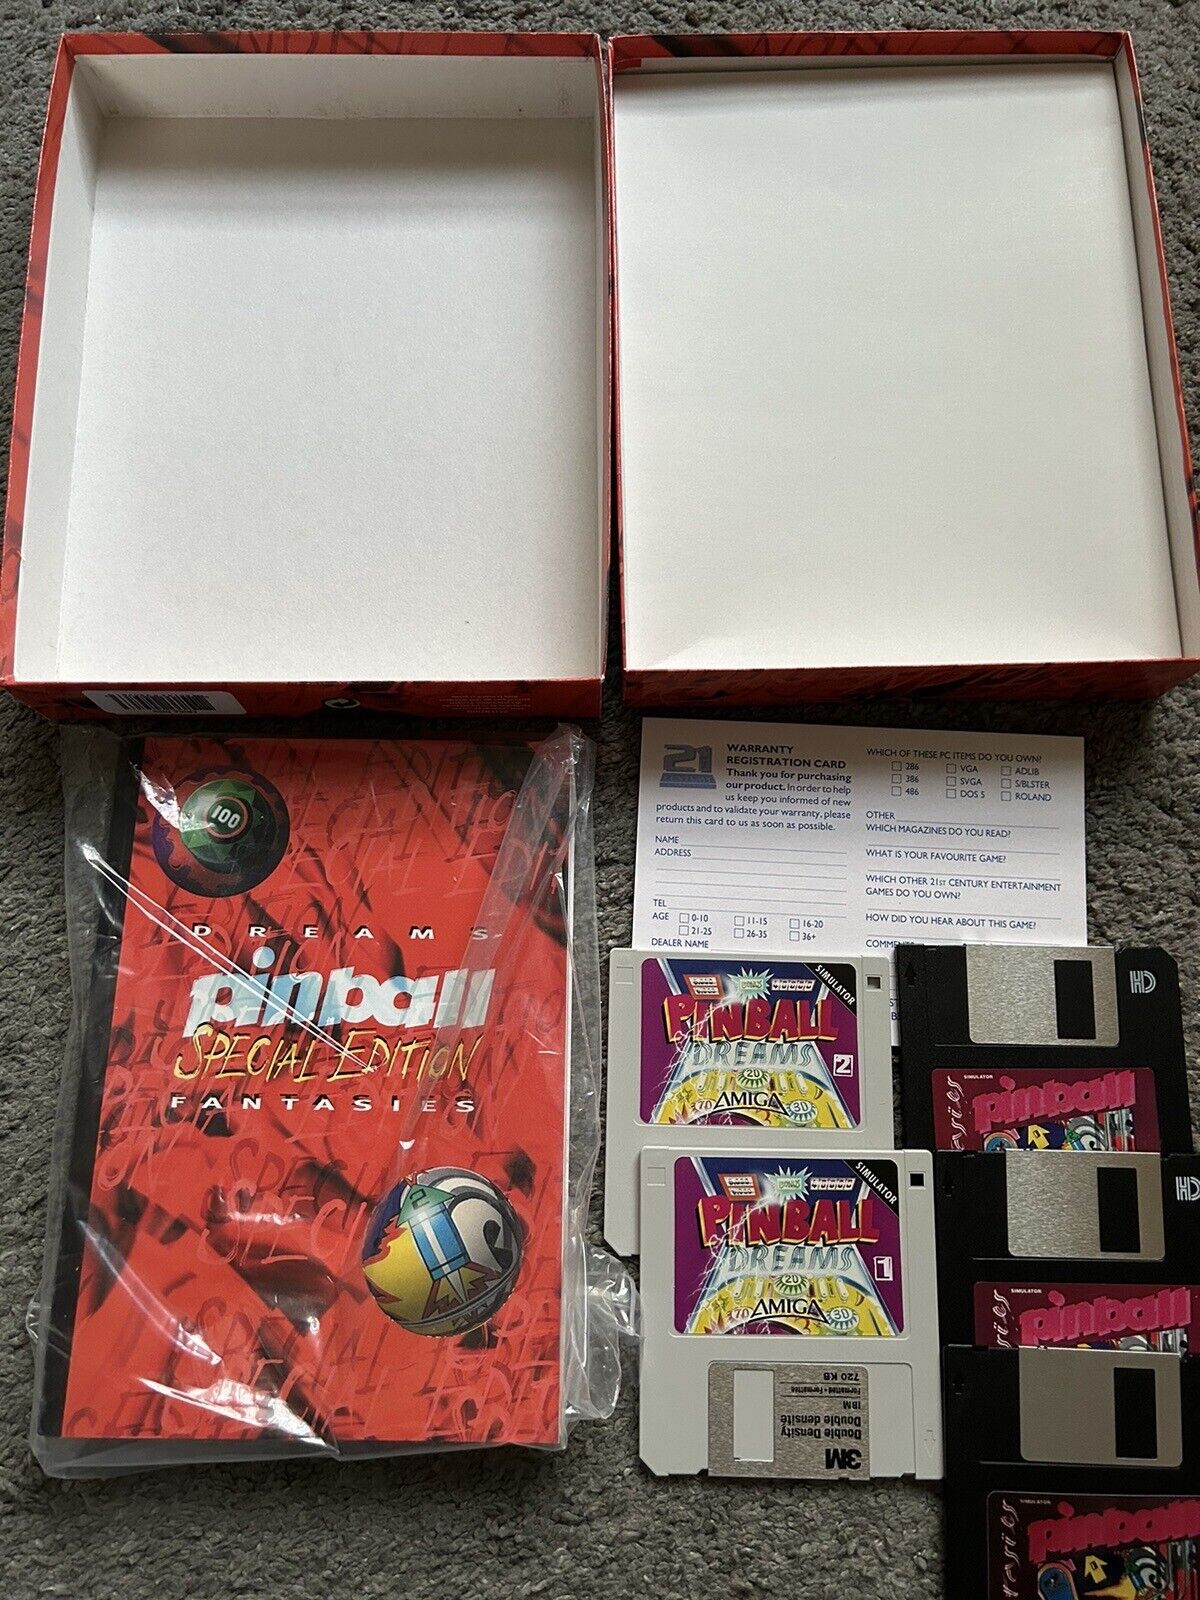 DREAMS
pinball
SPECIAL EDITION
FANTASIES
100
2
21
WARRANTY
REGISTRATION CARD
Thank you for purchasing
our product. In order to help
us keep you informed of new
products and to validate your warranty, please
return this card to us as soon as possible.
NAME
ADDRESS
TEL
AGE 0-10 11-15 16-20
21-25 26-35 36+
DEALER NAME
WHICH OF THESE PC ITEMS DO YOU OWN?
286 VGA ADLIB
386 SVGA S/BLSTER
486 DOS 5 ROLAND
OTHER
WHICH MAGAZINES DO YOU READ?
WHAT IS YOUR FAVOURITE GAME?
WHICH OTHER 21ST CENTURY ENTERTAINMENT
GAMES DO YOU OWN?
HOW DID YOU HEAR ABOUT THIS GAME?
SIMULATOR
PINBALL
DREAMS
2
AMIGA
SIMULATOR
PINBALL
DREAMS
1
AMIGA
3M
Double Density
Double densité
IBM
Formatted • Formattée
720 KB
HD
SIMULATOR
pinball
HD
SIMULATOR
pinball
SIMULATOR
pinball